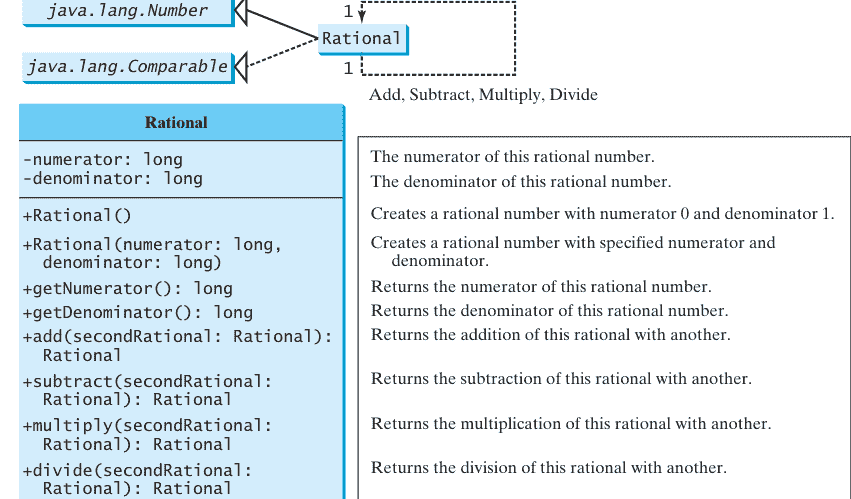 java.lang.Number
1
Rational
java.lang.Comparable
1
Add, Subtract, Multiply, Divide
Rational
-numerator: long
The numerator of this rational number.
-denominator: long
The denominator of this rational number.
+Rational()
Creates a rational number with numerator 0 and denominator 1.
+Rational(numerator: long,
denominator: long)
Creates a rational number with specified numerator and
denominator.
+getNumerator(): long
Returns the numerator of this rational number.
+getDenominator(): long
Returns the denominator of this rational number.
+add(secondRational: Rational):
Rational
Returns the addition of this rational with another.
+subtract(secondRational:
Rational): Rational
Returns the subtraction of this rational with another.
+multiply(secondRational:
Rational): Rational
Returns the multiplication of this rational with another.
+divide(secondRational:
Rational): Rational
Returns the division of this rational with another.